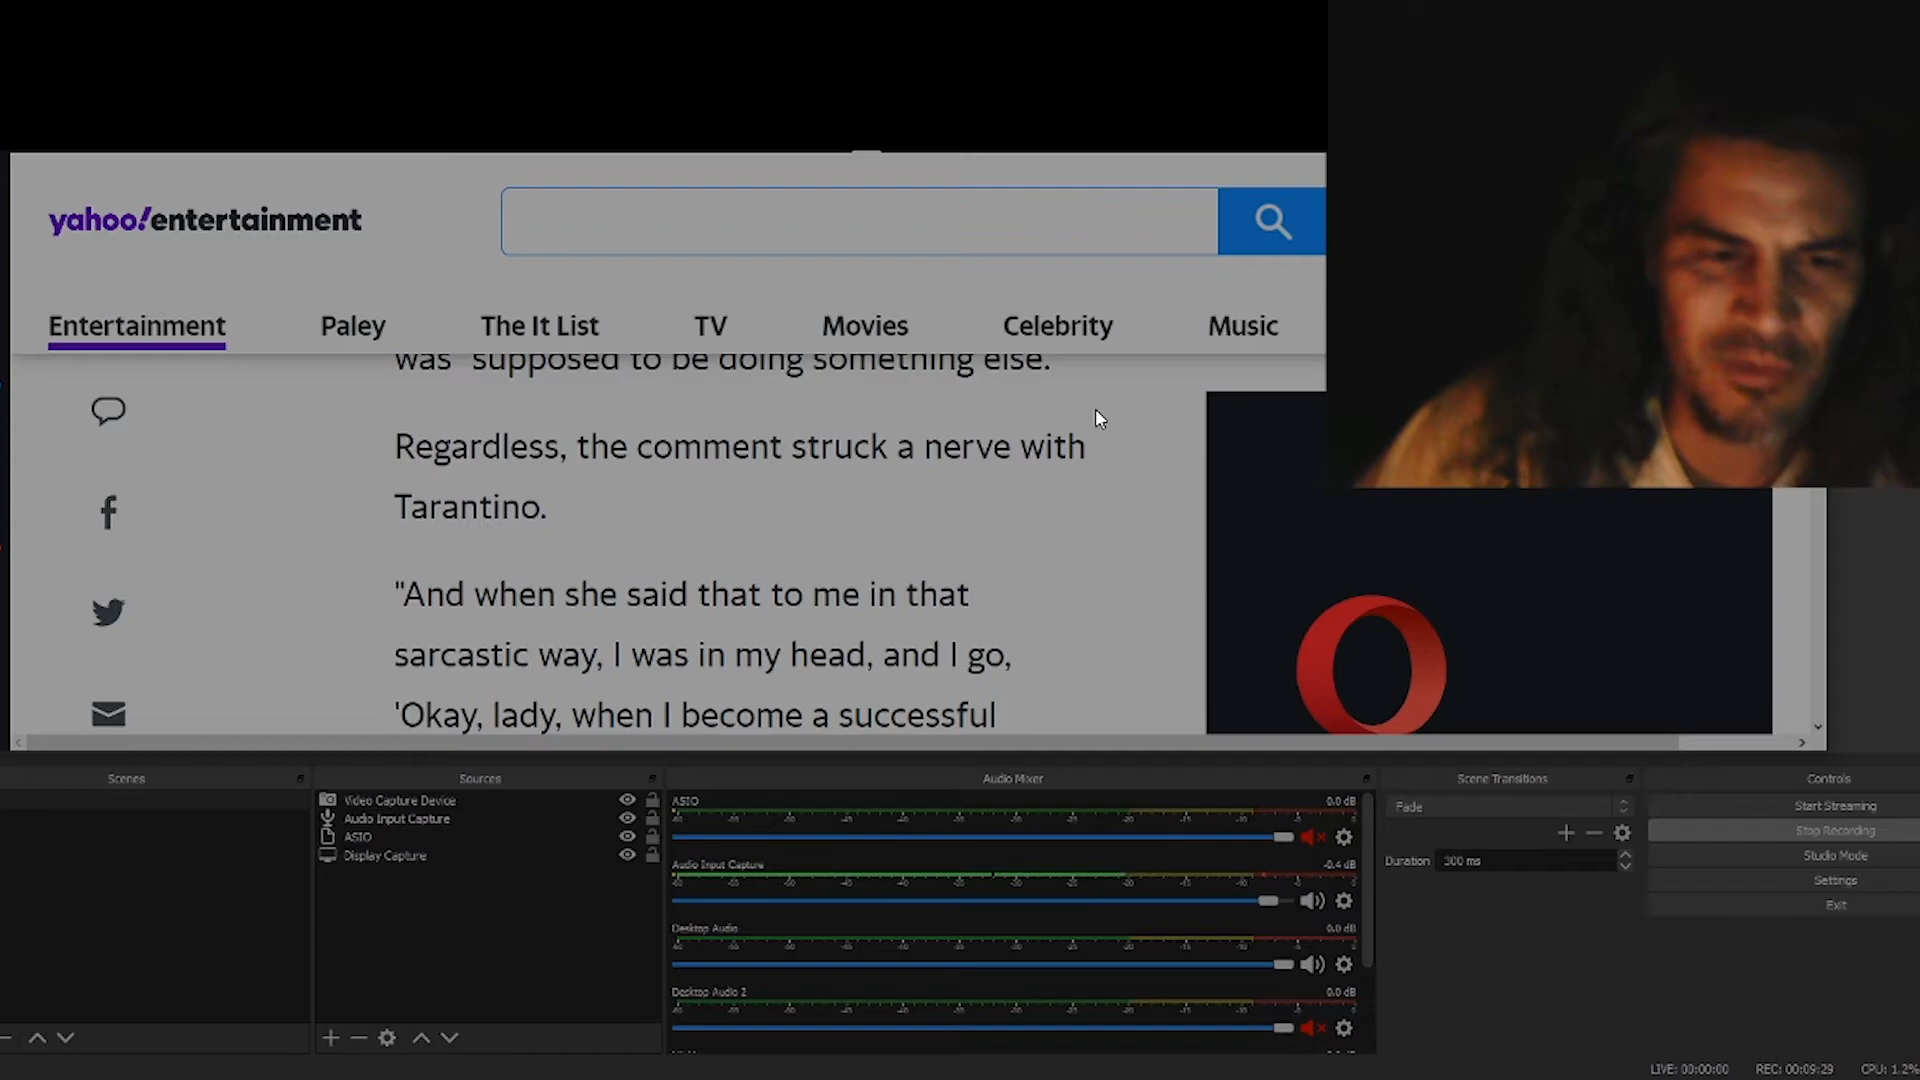 yahoo!entertainment
Entertainment
Paley
The It List
TV
Movies
Celebrity
Music
was "supposed to be doing something else."
Regardless, the comment struck a nerve with
Tarantino.
"And when she said that to me in that
sarcastic way, I was in my head, and I go,
'Okay, lady, when I become a successful
Scenes
Sources
Video Capture Device
Audio Input Capture
ASIO
Display Capture
Audio Mixer
ASIO
0.0 dB
Audio Input Capture
-0.4 dB
Desktop Audio
0.0 dB
Desktop Audio 2
0.0 dB
Scene Transitions
Fade
Duration
300 ms
Controls
Start Streaming
Stop Recording
Studio Mode
Settings
Exit
LIVE: 00:00:00
REC: 00:09:29
CPU: 1.2%